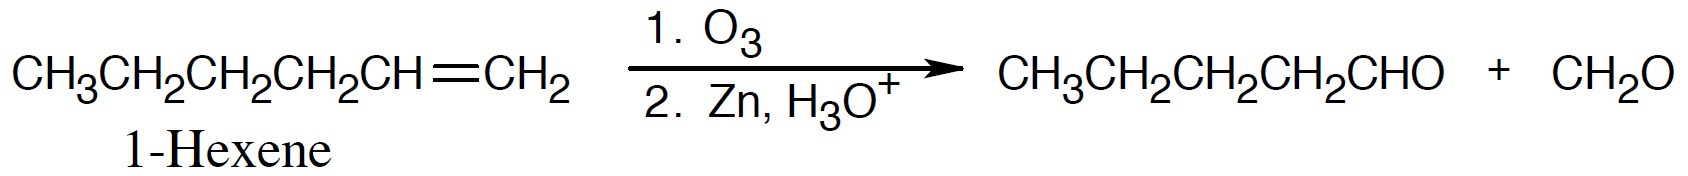 1. O₃
CH₃CH₂CH₂CH₂CH=CH₂ CH₃CH₂CH₂CH₂CHO + CH₂O
2. Zn, H₃O⁺
1-Hexene